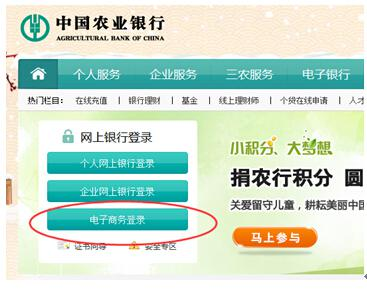 中国农业银行
AGRICULTURAL BANK OF CHINA
个人服务 企业服务 三农服务 电子银行
热门栏目： 在线充值 | 银行理财 | 基金 | 线上理财师 | 个贷在线申请 | 人才
网上银行登录
个人网上银行登录
企业网上银行登录
电子商务登录
证书向导 安全专区
小积分、大梦想
捐农行积分 圆
关爱留守儿童，耕耘美丽中国
马上参与